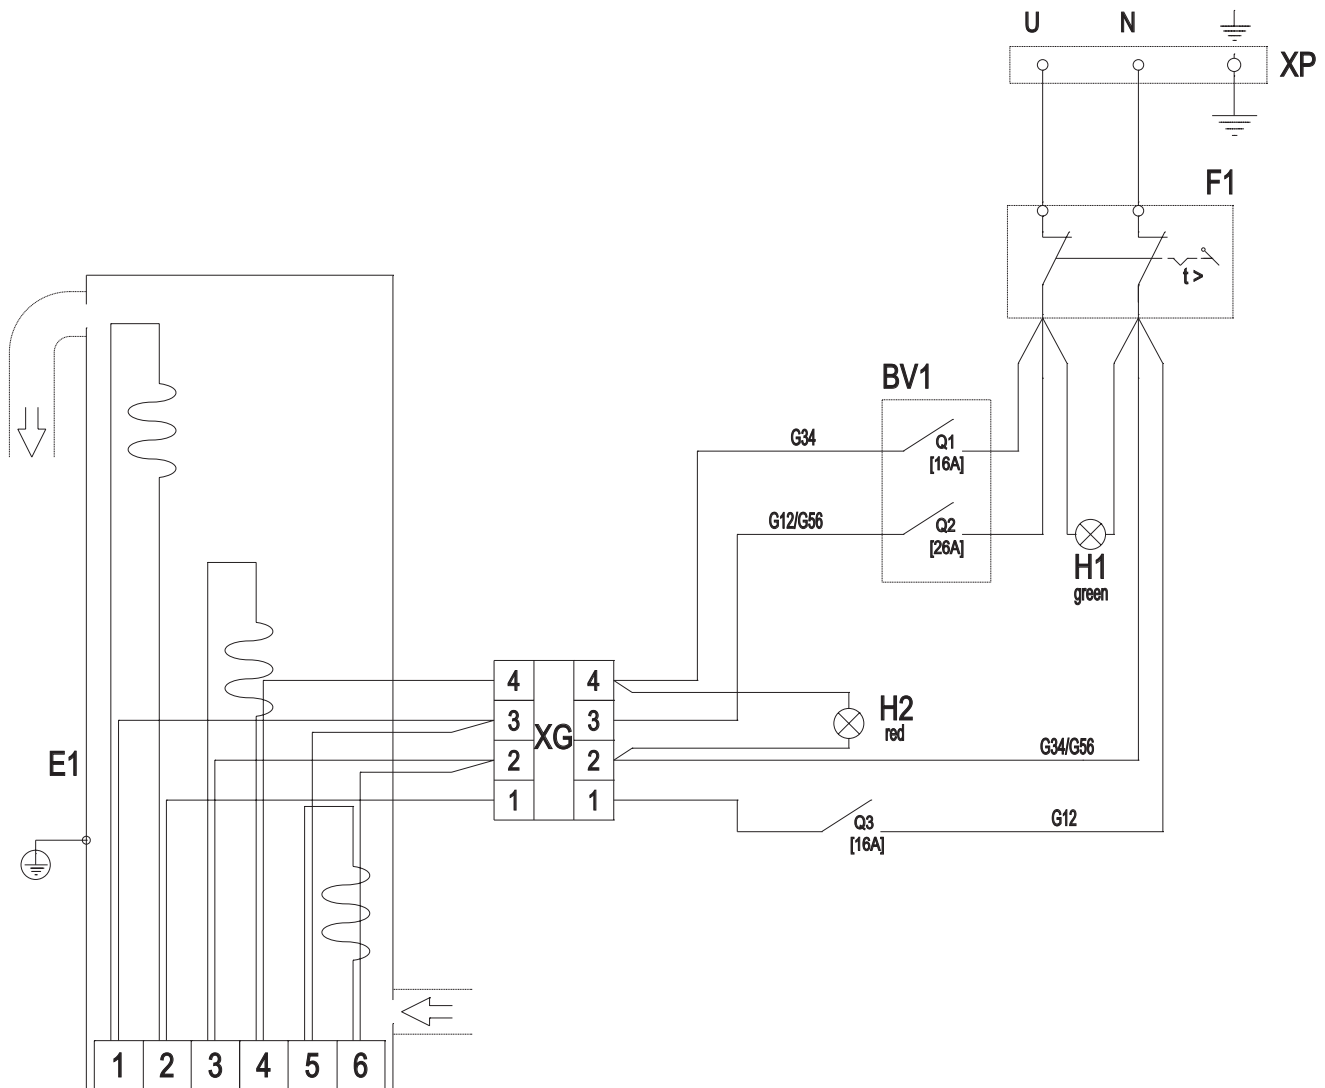 U N
XP
F1
t >
BV1
G34
Q1
[16A]
G12/G56
Q2
[26A]
H1
green
4 4
3 3
XG
2 2
1 1
H2
red
G34/G56
E1
Q3
[16A]
G12
1 2 3 4 5 6